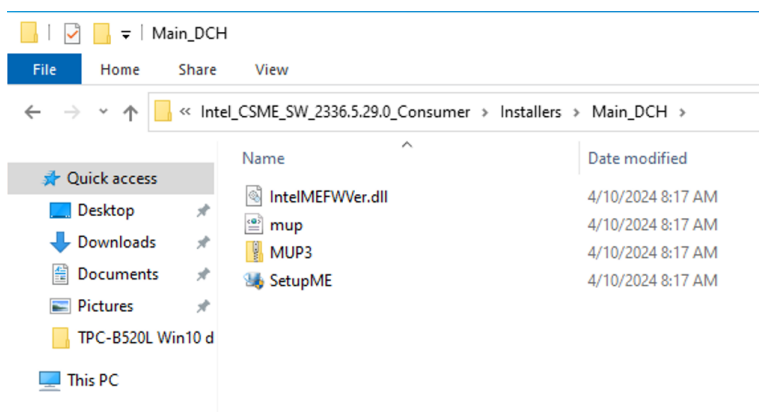 Main_DCH
File Home Share View
« Intel_CSME_SW_2336.5.29.0_Consumer > Installers > Main_DCH >
Name Date modified
Quick access
Desktop
Downloads
Documents
Pictures
TPC-B520L Win10 d
This PC
IntelMEFWVer.dll 4/10/2024 8:17 AM
mup 4/10/2024 8:17 AM
MUP3 4/10/2024 8:17 AM
SetupME 4/10/2024 8:17 AM